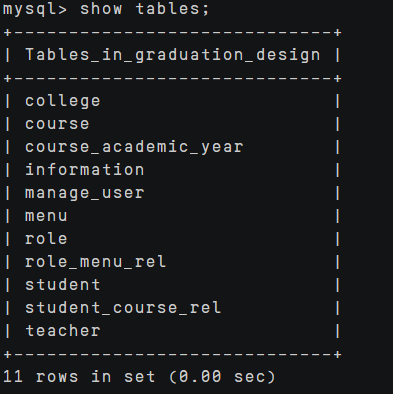 mysql> show tables;
+------------------------------+
| Tables_in_graduation_design |
+------------------------------+
| college |
| course |
| course_academic_year |
| information |
| manage_user |
| menu |
| role |
| role_menu_rel |
| student |
| student_course_rel |
| teacher |
+------------------------------+
11 rows in set (0.00 sec)